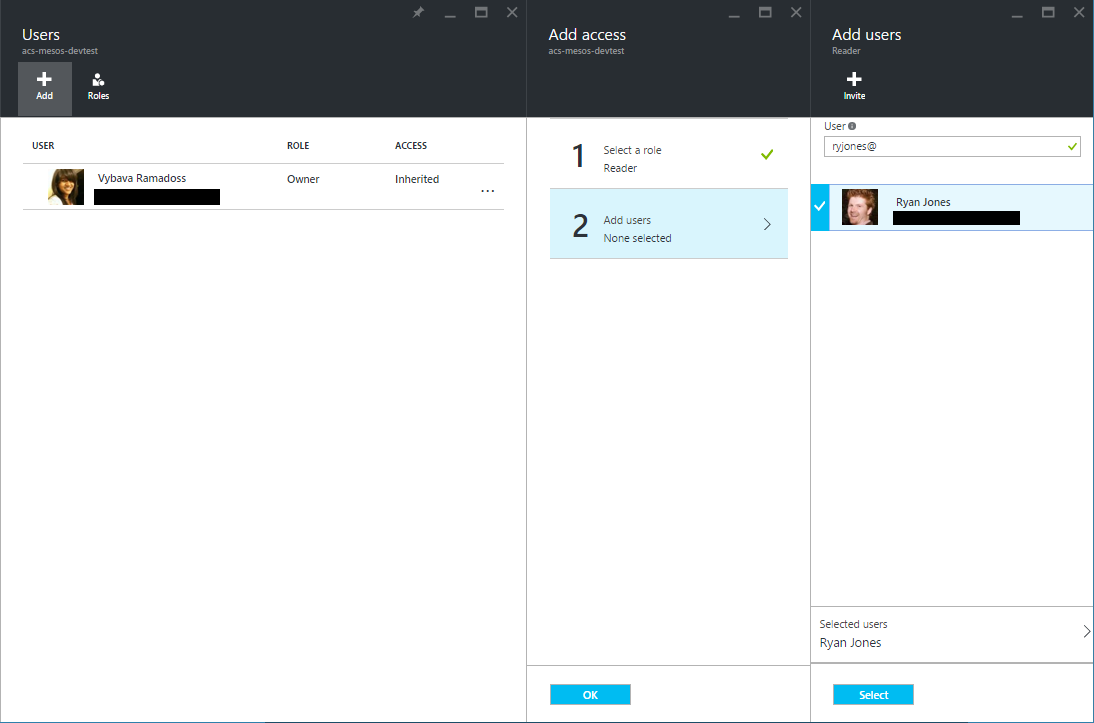 Users
acs-mesos-devtest
Add
Roles
USER ROLE ACCESS
Vybava Ramadoss Owner Inherited
...
Add access
acs-mesos-devtest
1 Select a role
Reader
2 Add users
None selected
OK
Add users
Reader
Invite
User
ryjones@
Ryan Jones
Selected users
Ryan Jones
Select